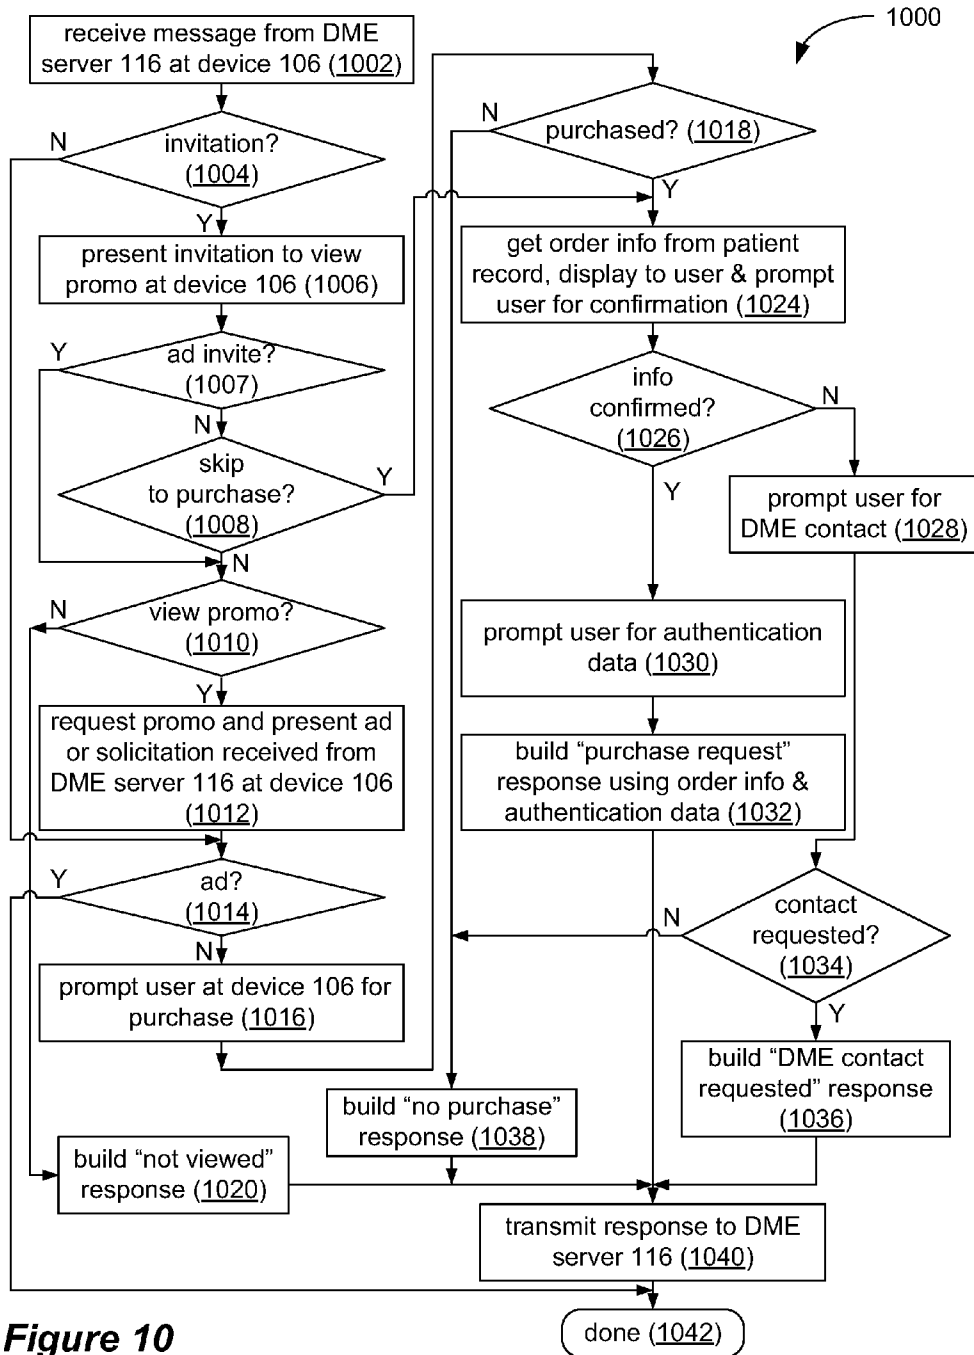 1000
receive message from DME
server 116 at device 106 (1002)
N
invitation?
(1004)
Y
present invitation to view
promo at device 106 (1006)
Y
ad invite?
(1007)
N
skip
to purchase?
(1008)
Y
N
N
view promo?
(1010)
Y
request promo and present ad
or solicitation received from
DME server 116 at device 106
(1012)
Y
ad?
(1014)
N
prompt user at device 106 for
purchase (1016)
N
purchased? (1018)
Y
get order info from patient
record, display to user & prompt
user for confirmation (1024)
info
confirmed?
(1026)
N
Y
prompt user for
DME contact (1028)
prompt user for authentication
data (1030)
build “purchase request”
response using order info &
authentication data (1032)
N
contact
requested?
(1034)
Y
build “DME contact
requested” response
(1036)
build “no purchase”
response (1038)
build “not viewed”
response (1020)
transmit response to DME
server 116 (1040)
done (1042)
Figure 10